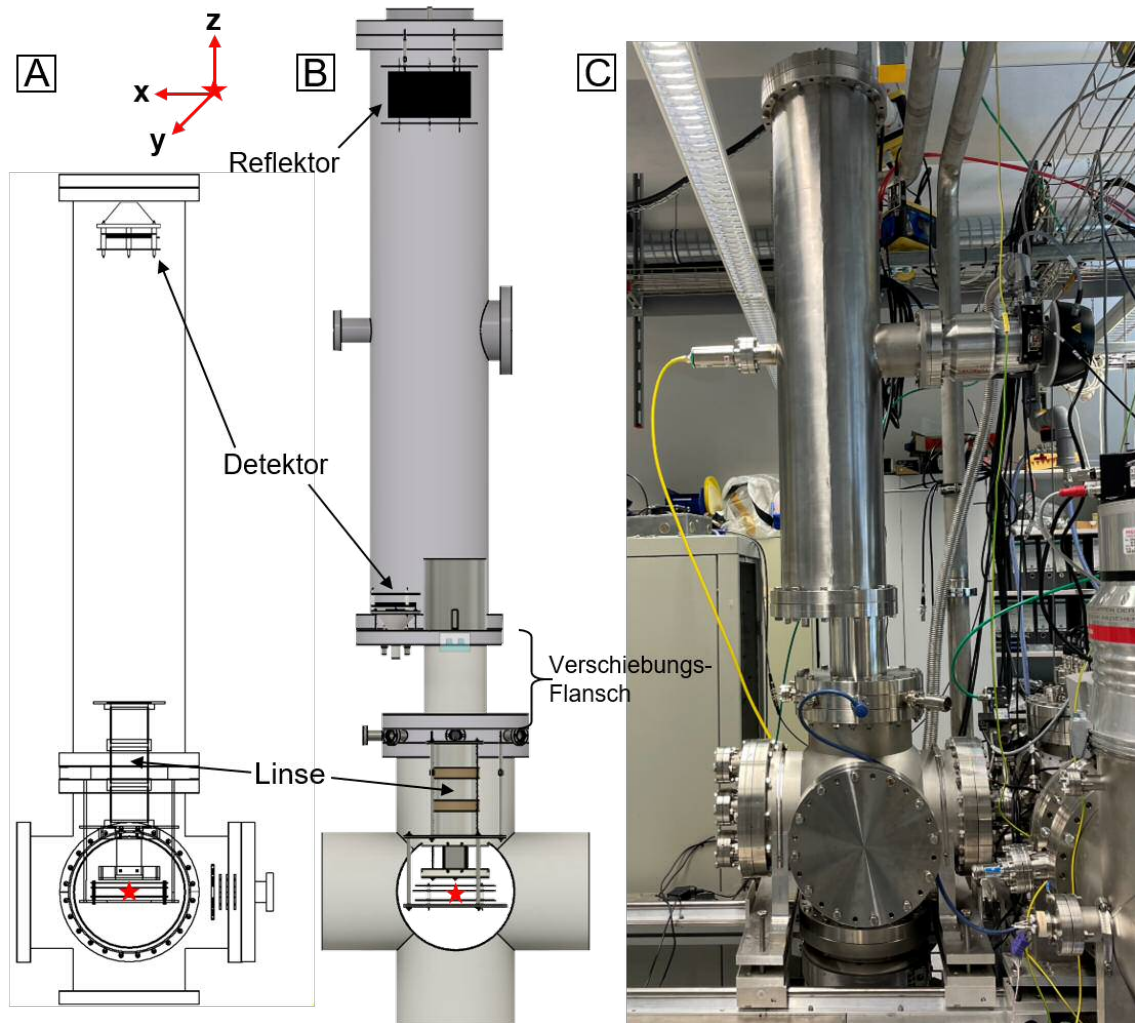 A
B
C
z
x
y
Reflektor
Detektor
Verschiebungs-
Flansch
Linse